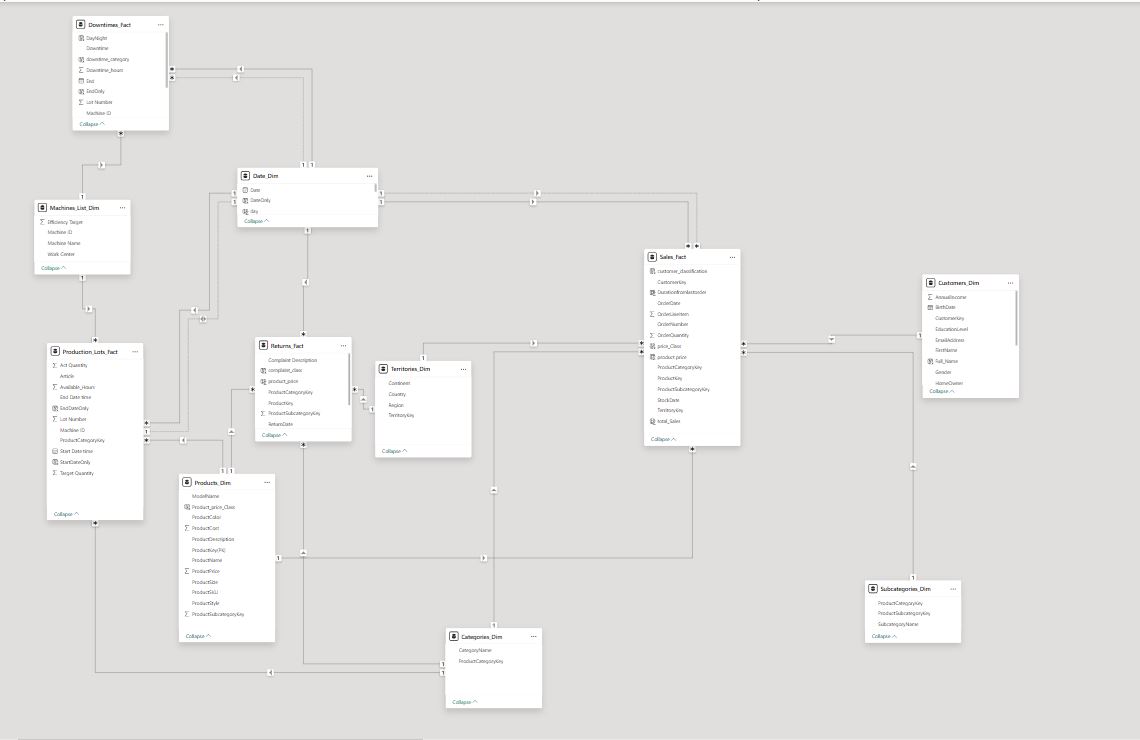 Downtimes_Fact
DayNight
Downtime
downtime_category
Downtime_hours
End
EndOnly
Lot Number
Machine ID
Collapse
Date_Dim
Date
DateOnly
day
Collapse
Machines_List_Dim
Efficiency Target
Machine ID
Machine Name
Work Center
Collapse
Sales_Fact
customer_classification
CustomerKey
Durationfromlastorder
OrderDate
OrderLineItem
OrderNumber
OrderQuantity
price_Class
product price
ProductCategoryKey
ProductKey
ProductSubcategoryKey
StockDate
TerritoryKey
total_Sales
Collapse
Customers_Dim
AnnualIncome
BirthDate
CustomerKey
EducationLevel
EmailAddress
FirstName
Full_Name
Gender
HomeOwner
Collapse
Production_Lots_Fact
Act Quantity
Article
Available_Hours
End Date time
EndDateOnly
Lot Number
Machine ID
ProductCategoryKey
Start Date time
StartDateOnly
Target Quantity
Collapse
Returns_Fact
Complaint Description
complaint_class
product_price
ProductCategoryKey
ProductKey
ProductSubcategoryKey
ReturnDate
Collapse
Territories_Dim
Continent
Country
Region
TerritoryKey
Collapse
Products_Dim
ModelName
Product_price_Class
ProductColor
ProductCost
ProductDescription
ProductKey(PK)
ProductName
ProductPrice
ProductSize
ProductSKU
ProductStyle
ProductSubcategoryKey
Collapse
Subcategories_Dim
ProductCategoryKey
ProductSubcategoryKey
SubcategoryName
Collapse
Categories_Dim
CategoryName
ProductCategoryKey
Collapse